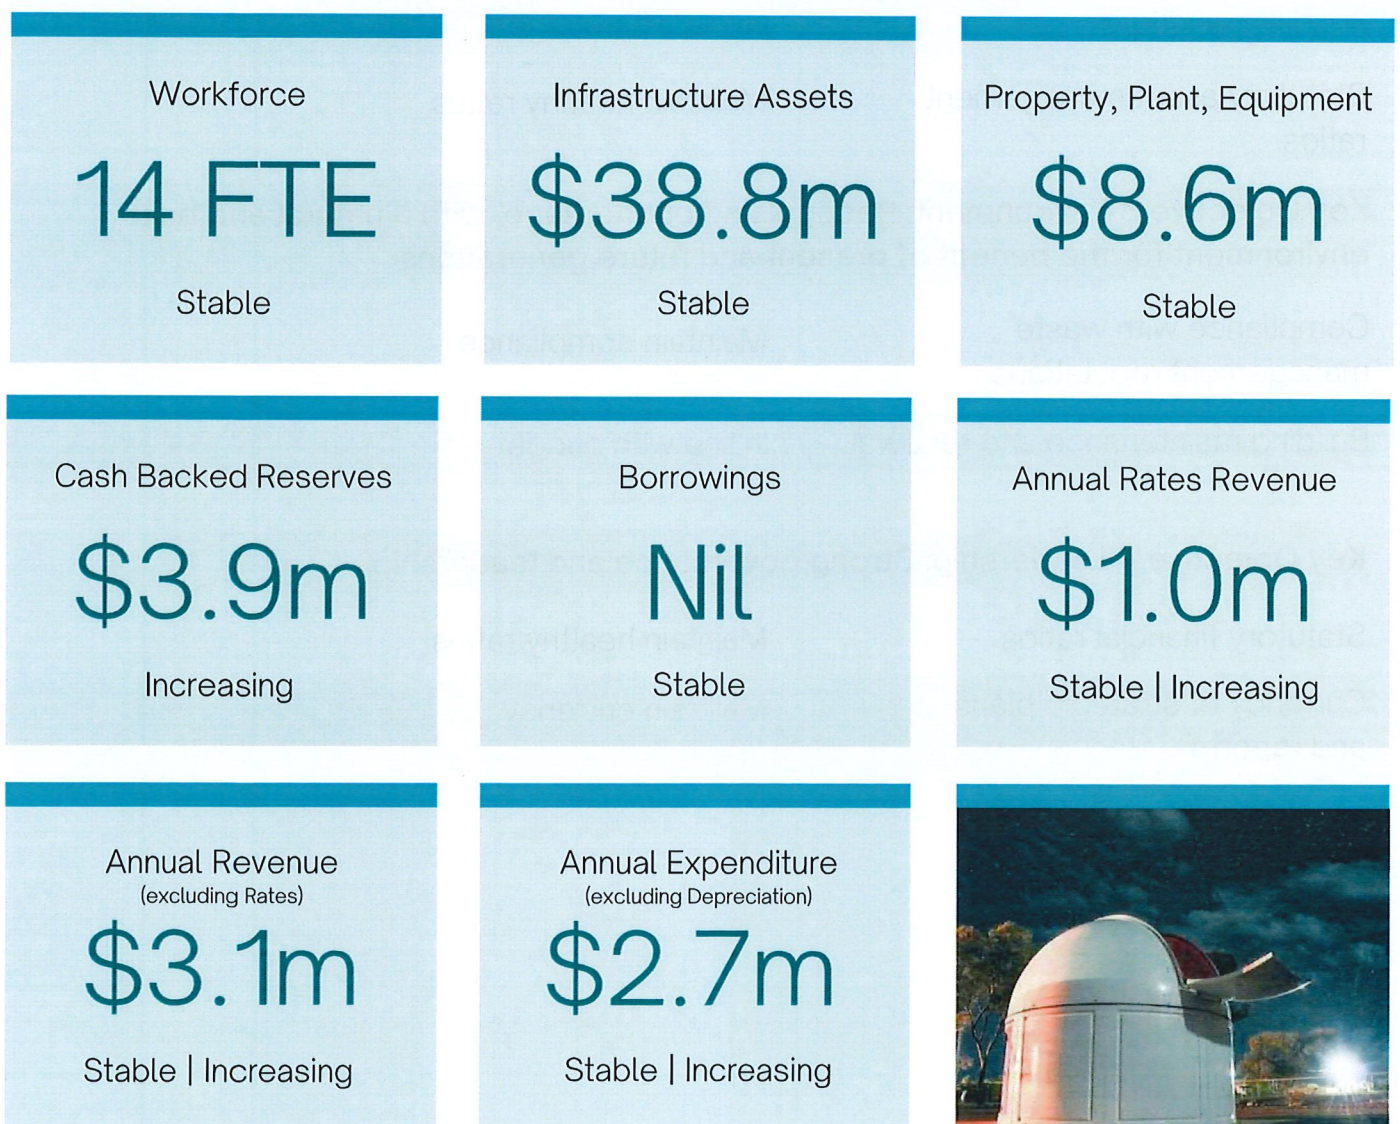 Workforce
14 FTE
Stable
Infrastructure Assets
$38.8m
Stable
Property, Plant, Equipment
$8.6m
Stable
Cash Backed Reserves
$3.9m
Increasing
Borrowings
Nil
Stable
Annual Rates Revenue
$1.0m
Stable | Increasing
Annual Revenue
(excluding Rates)
$3.1m
Stable | Increasing
Annual Expenditure
(excluding Depreciation)
$2.7m
Stable | Increasing